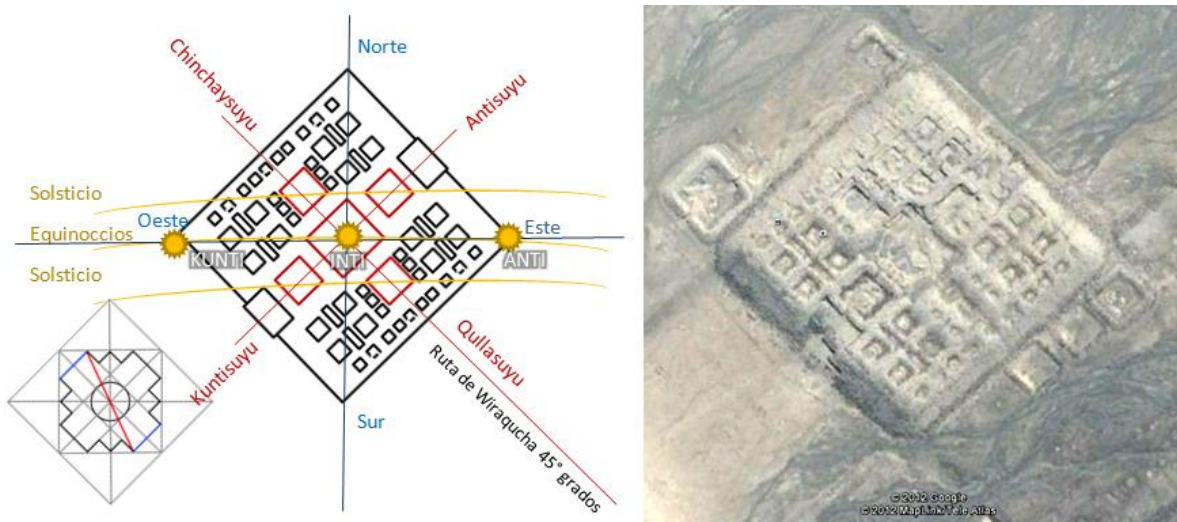 Norte
Chinchaysuyu
Antisuyu
Solsticio
Oeste
Este
Equinoccios
KUNTI
INTI
ANTI
Solsticio
Qullasuyu
Ruta de Wiraqucha 45° grados
Kuntisuyu
Sur
© 2012 Google
© 2012 MapLink/Tele Atlas